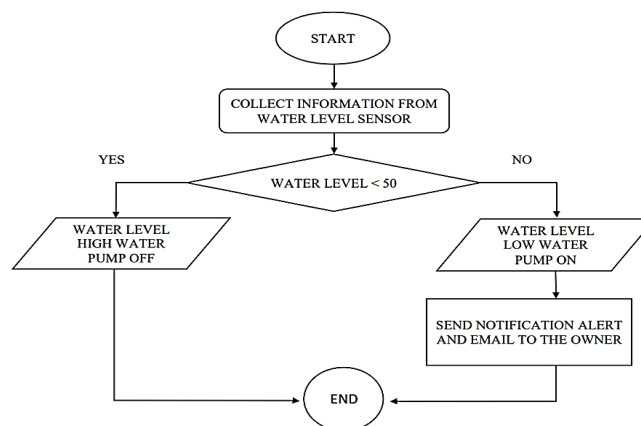 START
COLLECT INFORMATION FROM
WATER LEVEL SENSOR
YES
NO
WATER LEVEL < 50
WATER LEVEL
HIGH WATER
PUMP OFF
WATER LEVEL
LOW WATER
PUMP ON
SEND NOTIFICATION ALERT
AND EMAIL TO THE OWNER
END